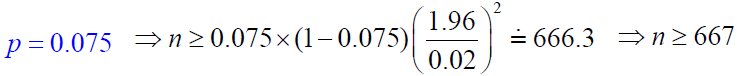 p = 0.075 ⇒ n ≥ 0.075×(1−0.075)(1.96/0.02)² ≐ 666.3 ⇒ n ≥ 667